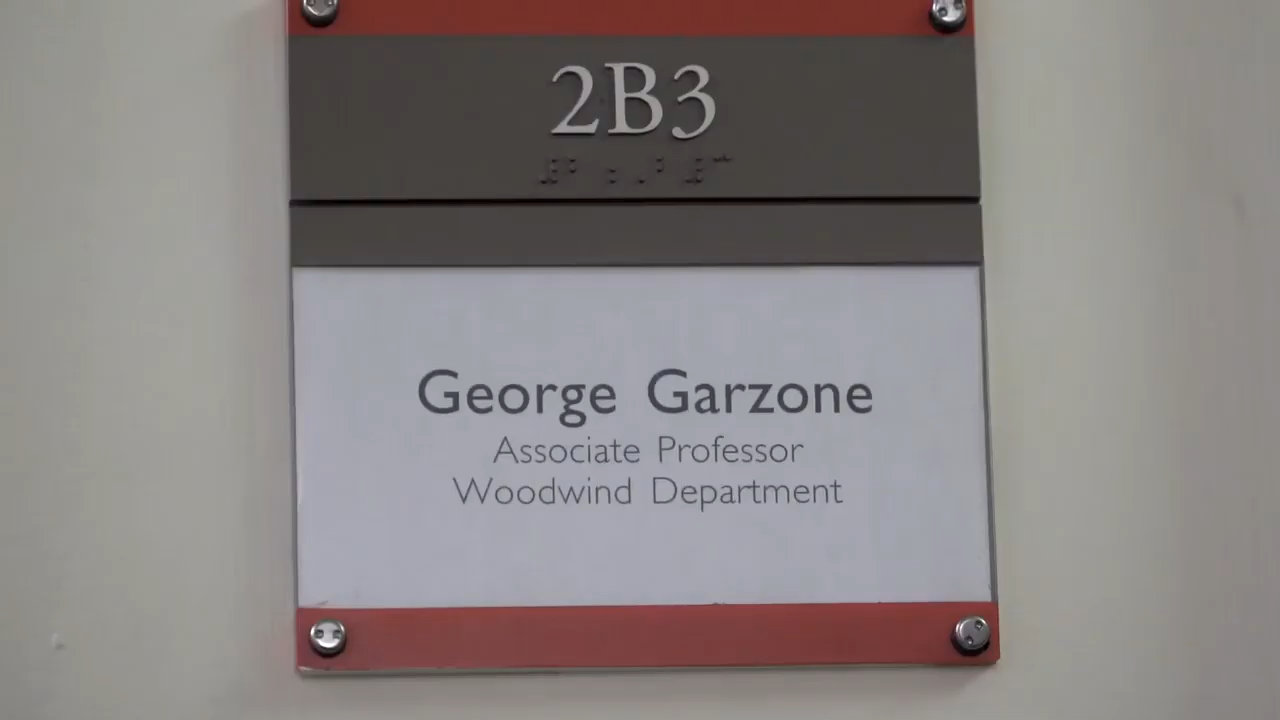 2B3
George Garzone
Associate Professor
Woodwind Department